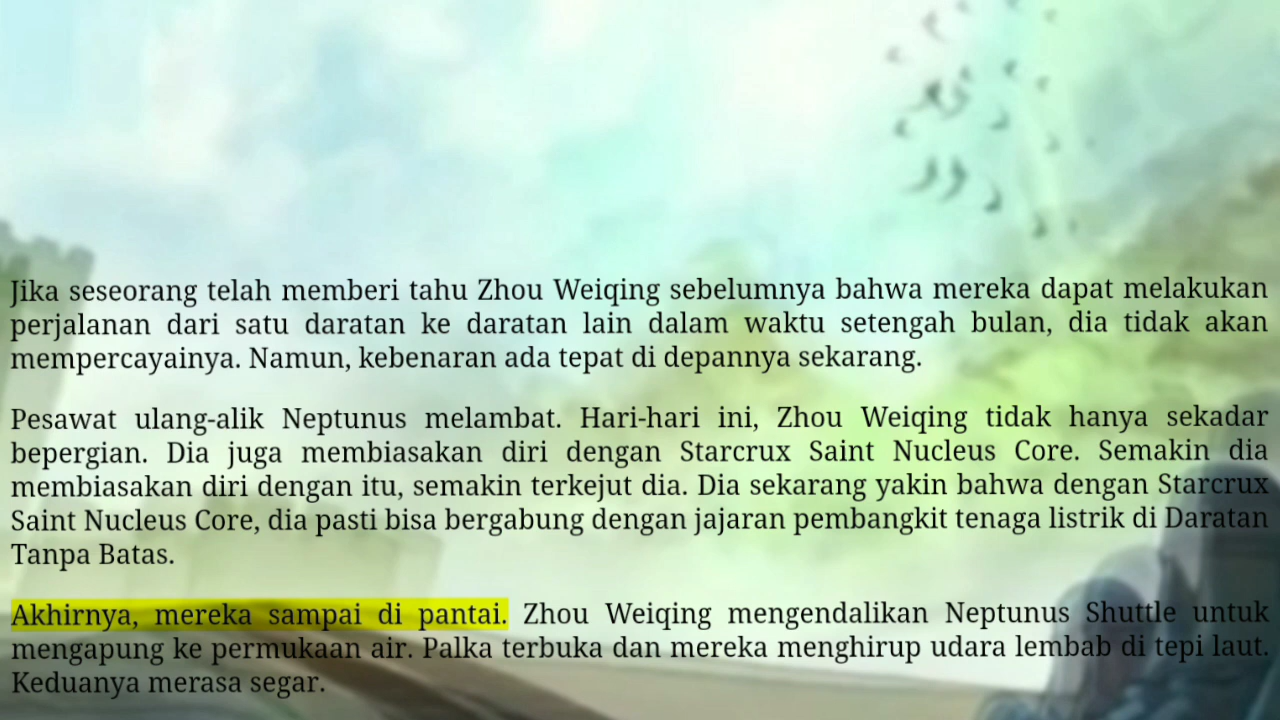 Jika seseorang telah memberi tahu Zhou Weiqing sebelumnya bahwa mereka dapat melakukan
perjalanan dari satu daratan ke daratan lain dalam waktu setengah bulan, dia tidak akan
mempercayainya. Namun, kebenaran ada tepat di depannya sekarang.
Pesawat ulang-alik Neptunus melambat. Hari-hari ini, Zhou Weiqing tidak hanya sekadar
bepergian. Dia juga membiasakan diri dengan Starcrux Saint Nucleus Core. Semakin dia
membiasakan diri dengan itu, semakin terkejut dia. Dia sekarang yakin bahwa dengan Starcrux
Saint Nucleus Core, dia pasti bisa bergabung dengan jajaran pembangkit tenaga listrik di Daratan
Tanpa Batas.
Akhirnya, mereka sampai di pantai. Zhou Weiqing mengendalikan Neptunus Shuttle untuk
mengapung ke permukaan air. Palka terbuka dan mereka menghirup udara lembab di tepi laut.
Keduanya merasa segar.